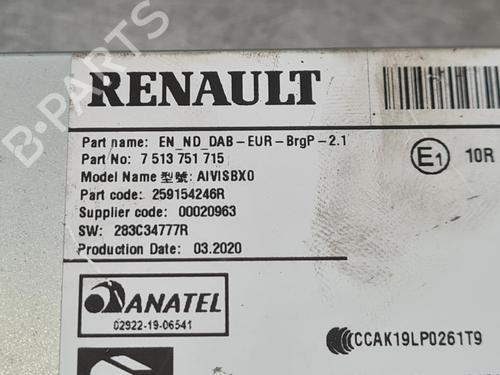 RENAULT
Part name: EN_ND_DAB-EUR-BrgP-2.1
Part No: 7 513 751 715
Model Name 型號: AIVISBX0
Part code: 259154246R
Supplier code: 00020963
SW: 283C34777R
Production Date: 03.2020
E1 10R
ANATEL
02922-19-06541
CCAK19LP0261T9
B-PARTS